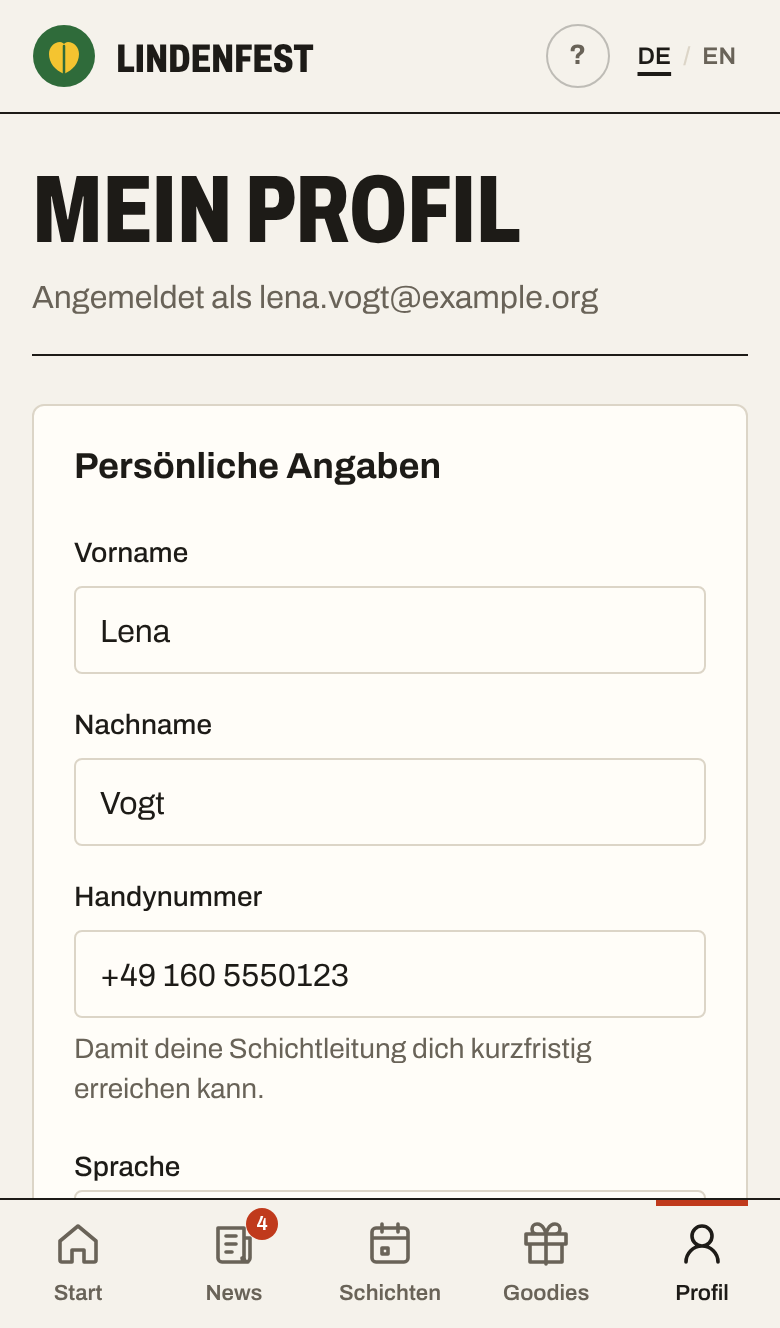 LINDENFEST
?
DE / EN
MEIN PROFIL
Angemeldet als lena.vogt@example.org
Persönliche Angaben
Vorname
Lena
Nachname
Vogt
Handynummer
+49 160 5550123
Damit deine Schichtleitung dich kurzfristig
erreichen kann.
Sprache
4
Start
News
Schichten
Goodies
Profil